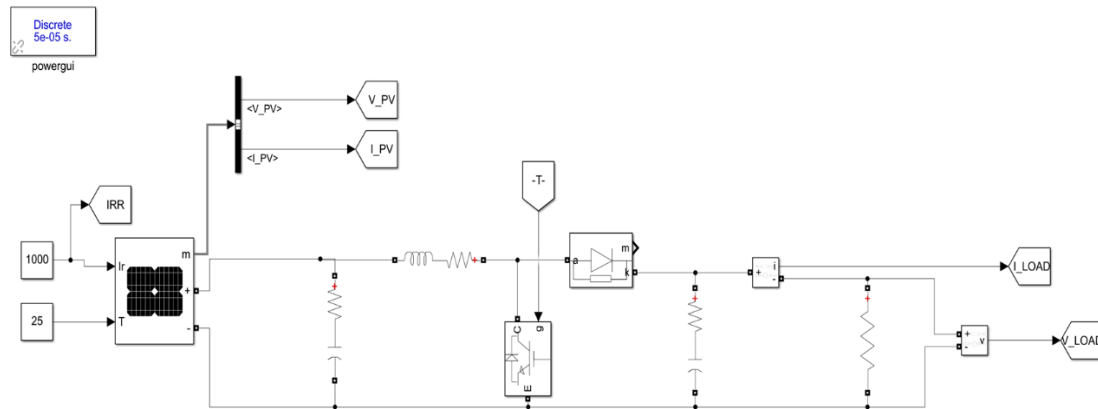 Discrete
5e-05 s.
powergui
<V_PV>
V_PV
<I_PV>
I_PV
-T-
IRR
1000
25
Ir
T
m
+
-
+
a
m
k
g
C
E
+
+
i
+
-
I_LOAD
+
+
+
-
v
V_LOAD